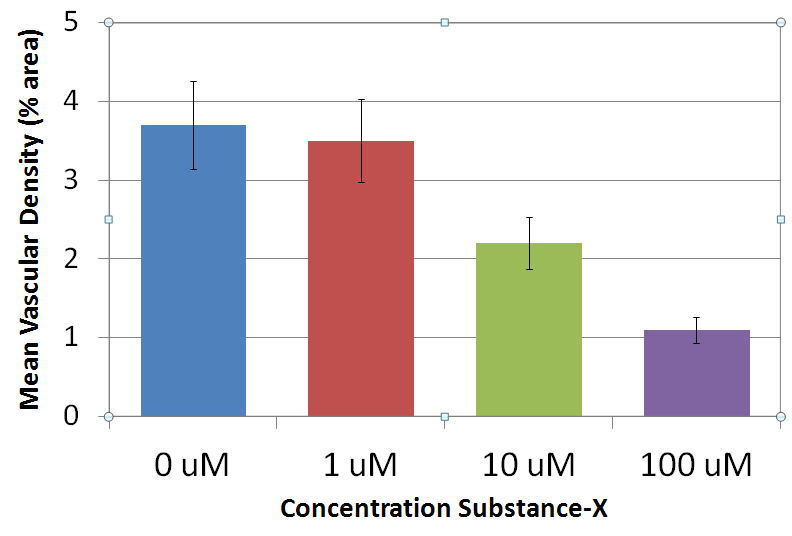 Mean Vascular Density (% area)
5
4
3
2
1
0
0 uM 1 uM 10 uM 100 uM
Concentration Substance-X